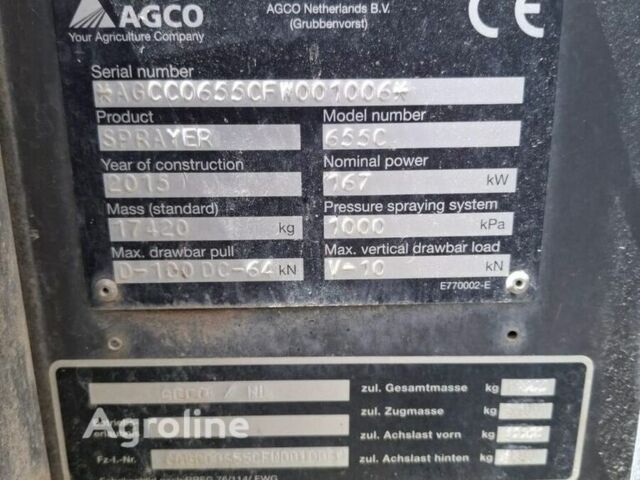 AGCO
Your Agriculture Company
AGCO Netherlands B.V.
(Grubbenvorst)
CE
Serial number
*AGCC0655CFW001006*
Product
Model number
SPRAYER
655C
Year of construction
Nominal power
2015
167 kW
Mass (standard)
Pressure spraying system
17420 kg
1000 kPa
Max. drawbar pull
Max. vertical drawbar load
D-100 DC-64 kN
V-10 kN
E770002-E
AGCO / NL
zul. Gesamtmasse kg
zul. Zugmasse kg
zul. Achslast vorn kg
Fz-I.-Nr. *AGCC0655CFW001006*
zul. Achslast hinten kg
Agroline